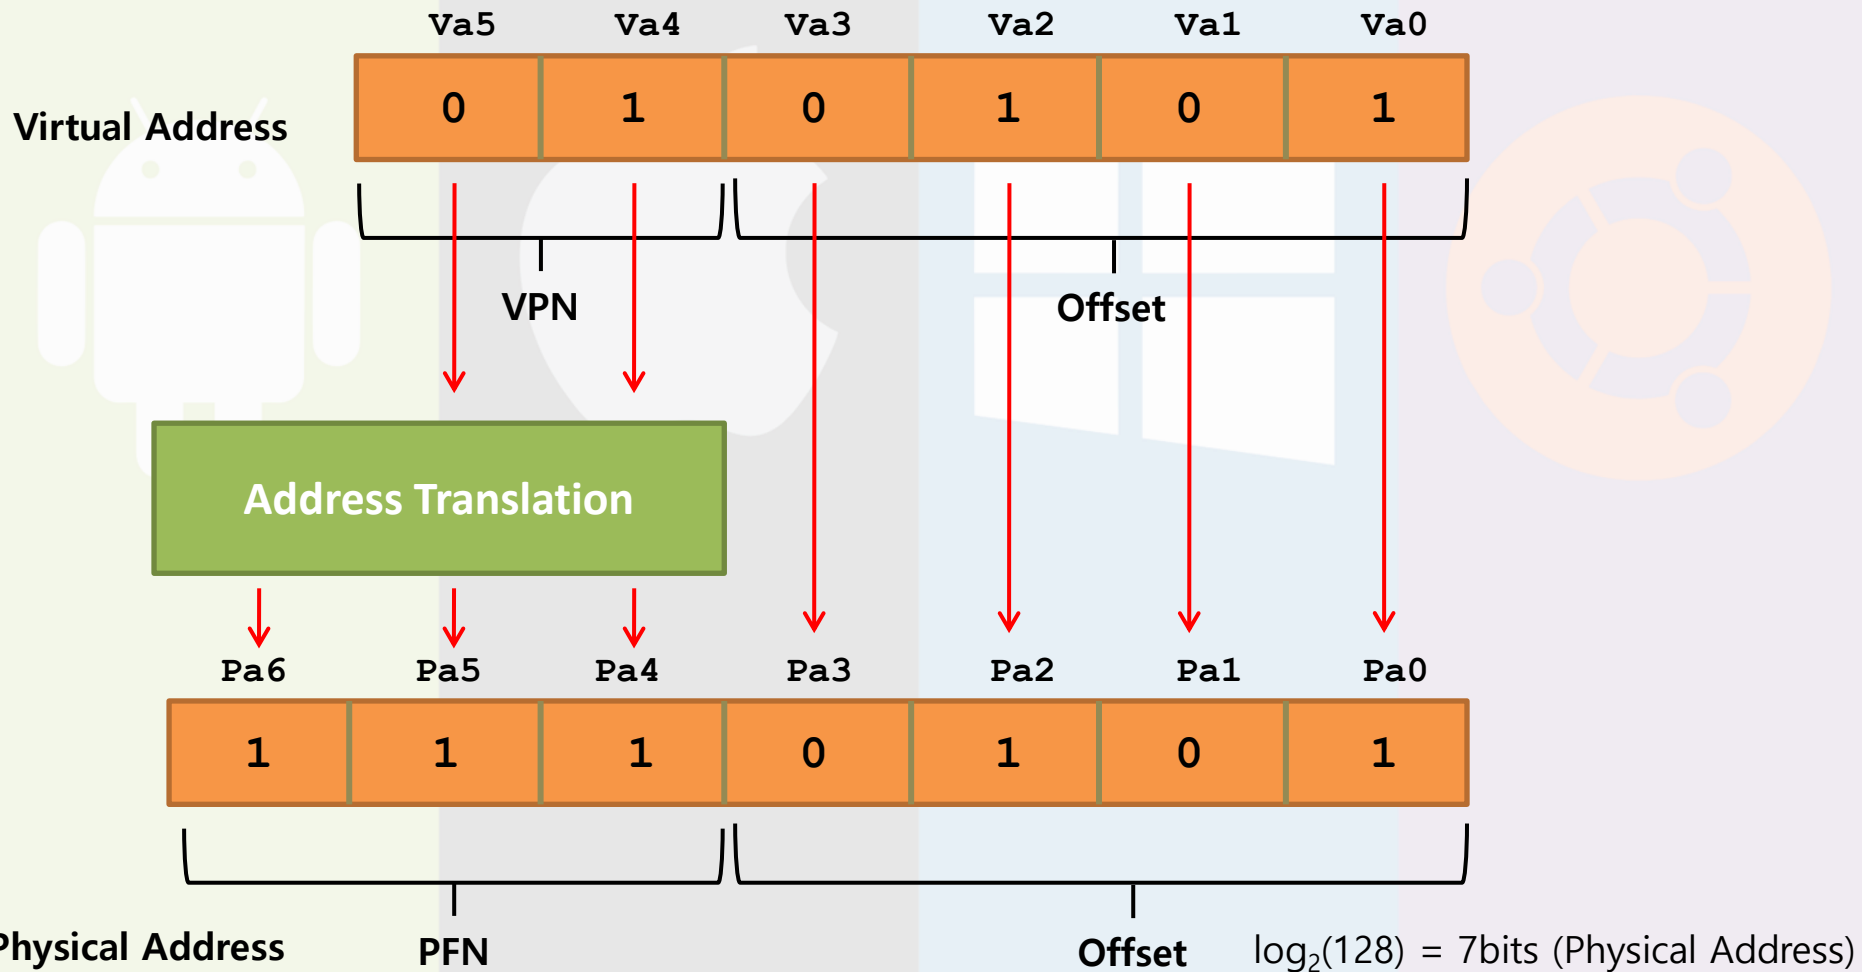 Va5 Va4 Va3 Va2 Va1 Va0
Virtual Address
0 1 0 1 0 1
VPN
Offset
Address Translation
Pa6 Pa5 Pa4 Pa3 Pa2 Pa1 Pa0
1 1 1 0 1 0 1
Physical Address
PFN
Offset
log₂(128) = 7bits (Physical Address)